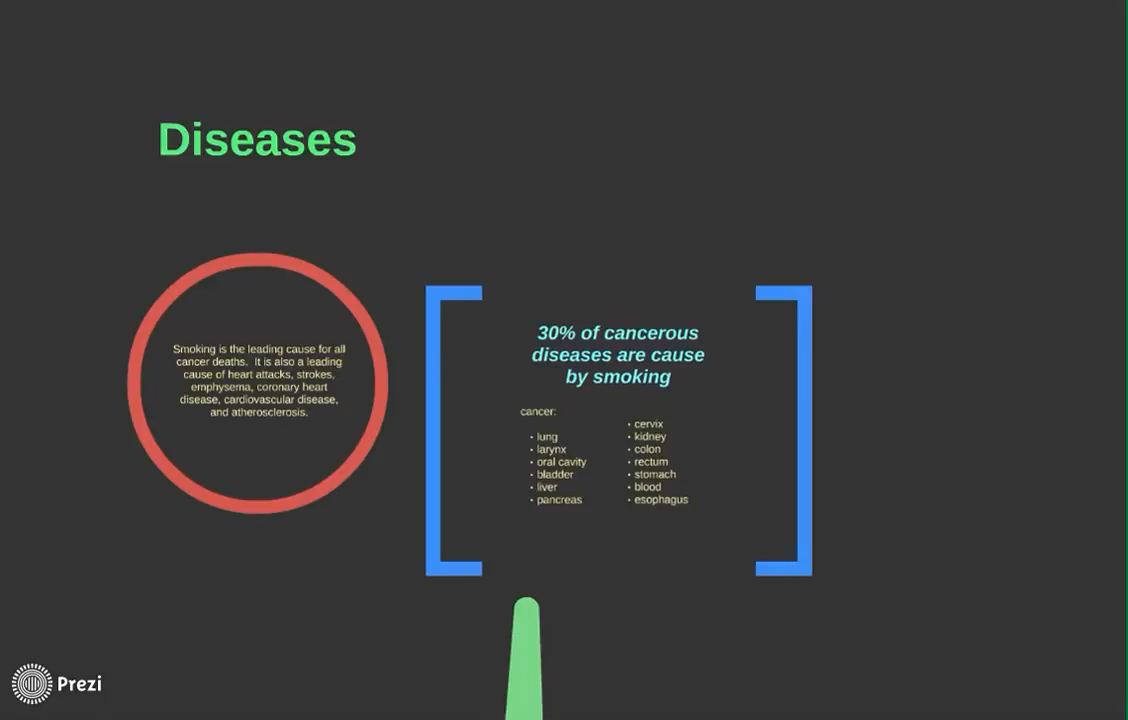 Diseases
Smoking is the leading cause for all
cancer deaths.  It is also a leading
cause of heart attacks, strokes,
emphysema, coronary heart
disease, cardiovascular disease,
and atherosclerosis.
30% of cancerous
diseases are cause
by smoking
cancer:
• lung
• larynx
• oral cavity
• bladder
• liver
• pancreas
• cervix
• kidney
• colon
• rectum
• stomach
• blood
• esophagus
Prezi